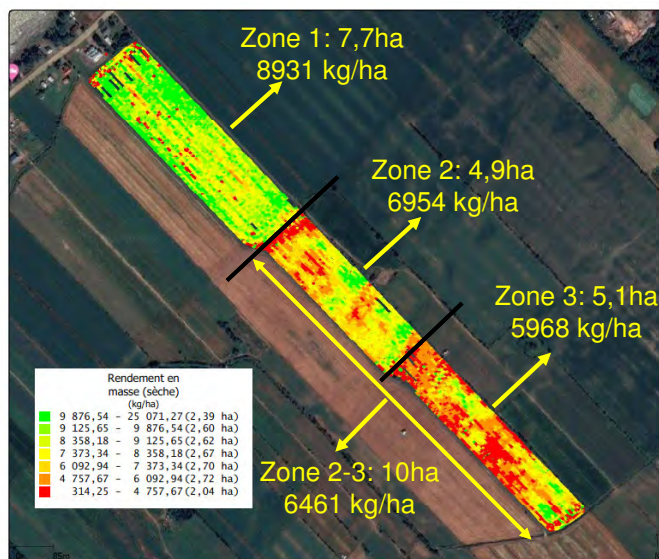 Zone 1: 7,7ha
8931 kg/ha
Zone 2: 4,9ha
6954 kg/ha
Zone 3: 5,1ha
5968 kg/ha
Zone 2-3: 10ha
6461 kg/ha
Rendement en
masse (sèche)
(kg/ha)
9 876,54 - 25 071,27(2,39 ha)
9 125,65 - 9 876,54(2,60 ha)
8 358,18 - 9 125,65(2,62 ha)
7 373,34 - 8 358,18(2,67 ha)
6 092,94 - 7 373,34(2,70 ha)
4 757,67 - 6 092,94(2,72 ha)
314,25 - 4 757,67(2,04 ha)